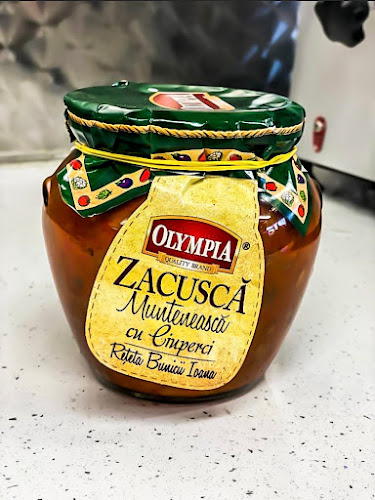 OLYMPIA®
QUALITY BRAND
ZACUSCĂ
Muntenească
cu Ciuperci
Rețeta Bunicii Ioana